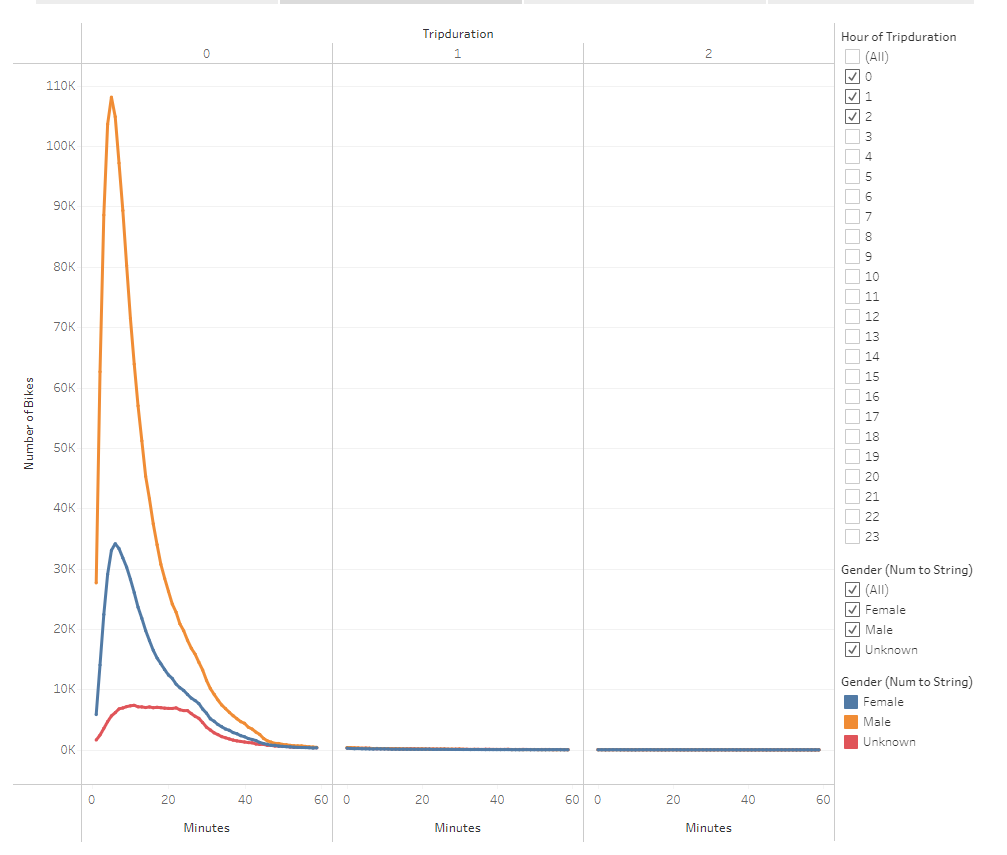 Tripduration
0 1 2
110K
100K
90K
80K
70K
60K
50K
40K
30K
20K
10K
0K
Number of Bikes
0 20 40 60 0 20 40 60 0 20 40 60
Minutes Minutes Minutes
Hour of Tripduration
(All)
0
1
2
3
4
5
6
7
8
9
10
11
12
13
14
15
16
17
18
19
20
21
22
23
Gender (Num to String)
(All)
Female
Male
Unknown
Gender (Num to String)
Female
Male
Unknown